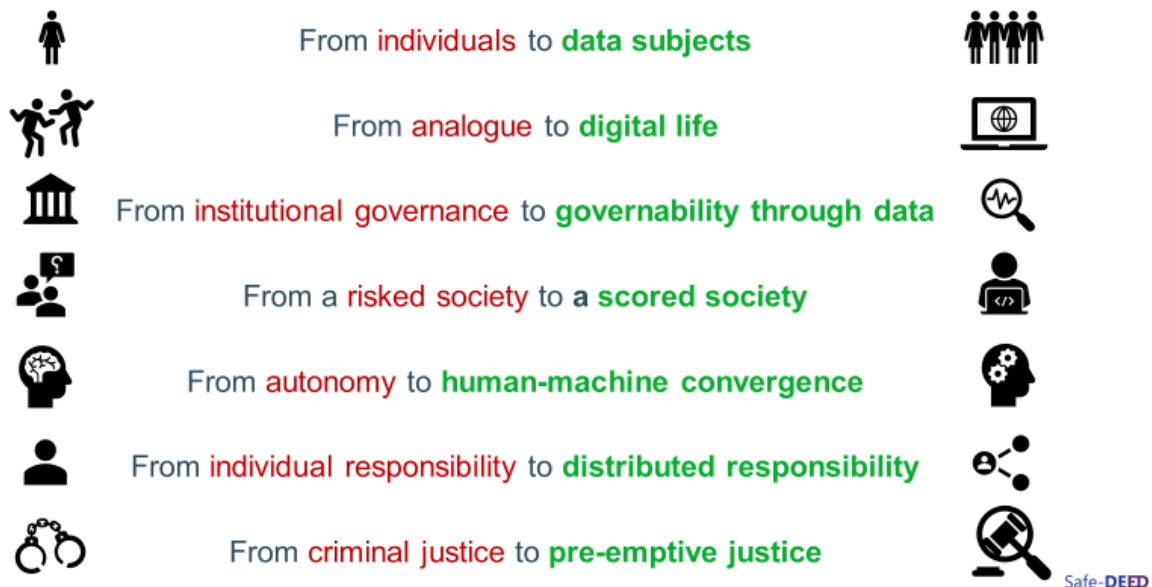 From individuals to data subjects
From analogue to digital life
From institutional governance to governability through data
From a risked society to a scored society
From autonomy to human-machine convergence
From individual responsibility to distributed responsibility
From criminal justice to pre-emptive justice
Safe-DEED